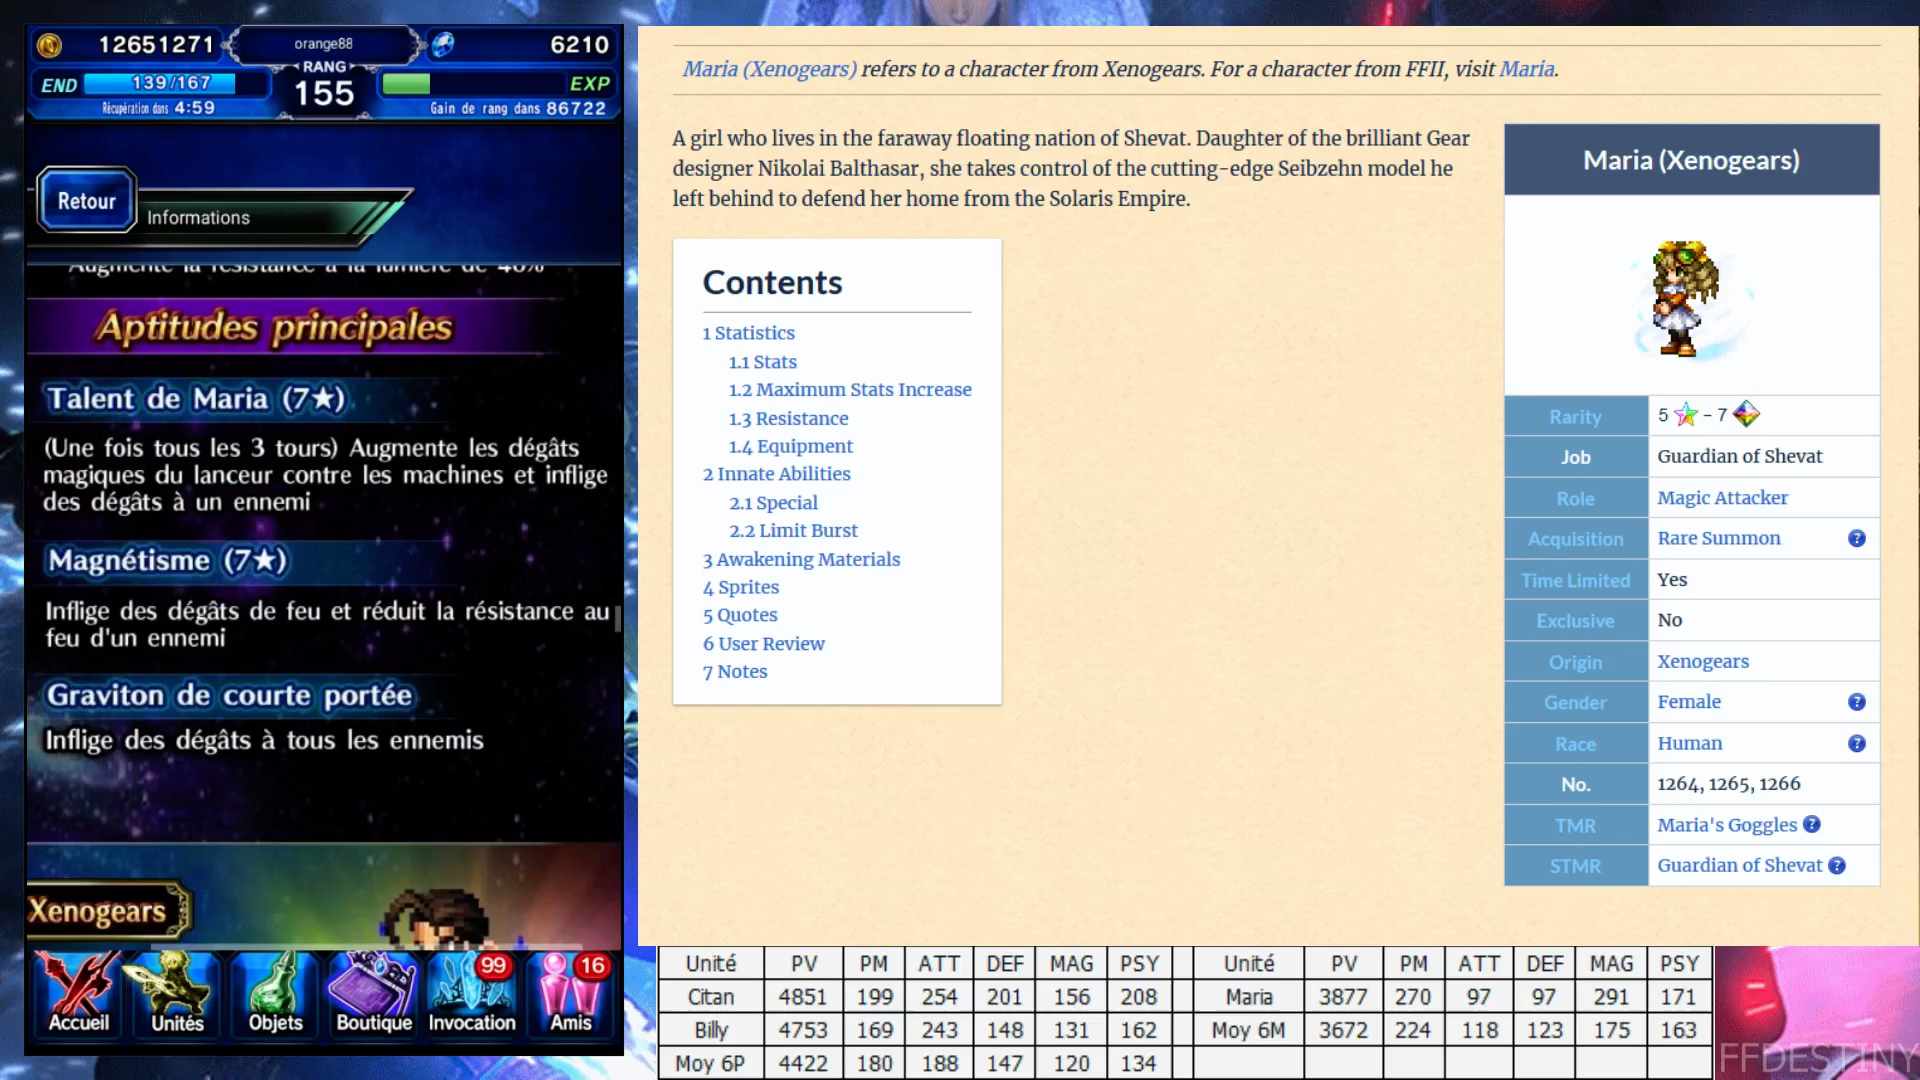 12651271
orange88
6210
END
139/167
RANG
155
EXP
Récupération dans 4:59
Gain de rang dans 86722
Retour
Informations
Augmente la résistance à la lumière de 40%
Aptitudes principales
Talent de Maria (7★)
(Une fois tous les 3 tours) Augmente les dégâts
magiques du lanceur contre les machines et inflige
des dégâts à un ennemi
Magnétisme (7★)
Inflige des dégâts de feu et réduit la résistance au
feu d'un ennemi
Graviton de courte portée
Inflige des dégâts à tous les ennemis
Xenogears
99
16
Accueil
Unités
Objets
Boutique
Invocation
Amis
Maria (Xenogears) refers to a character from Xenogears. For a character from FFII, visit Maria.
A girl who lives in the faraway floating nation of Shevat. Daughter of the brilliant Gear
designer Nikolai Balthasar, she takes control of the cutting-edge Seibzehn model he
left behind to defend her home from the Solaris Empire.
Contents
1 Statistics
1.1 Stats
1.2 Maximum Stats Increase
1.3 Resistance
1.4 Equipment
2 Innate Abilities
2.1 Special
2.2 Limit Burst
3 Awakening Materials
4 Sprites
5 Quotes
6 User Review
7 Notes
Maria (Xenogears)
Rarity 5 - 7
Job Guardian of Shevat
Role Magic Attacker
Acquisition Rare Summon ?
Time Limited Yes
Exclusive No
Origin Xenogears
Gender Female ?
Race Human ?
No. 1264, 1265, 1266
TMR Maria's Goggles ?
STMR Guardian of Shevat ?
Unité PV PM ATT DEF MAG PSY Unité PV PM ATT DEF MAG PSY
Citan 4851 199 254 201 156 208 Maria 3877 270 97 97 291 171
Billy 4753 169 243 148 131 162 Moy 6M 3672 224 118 123 175 163
Moy 6P 4422 180 188 147 120 134
FFDESTINY